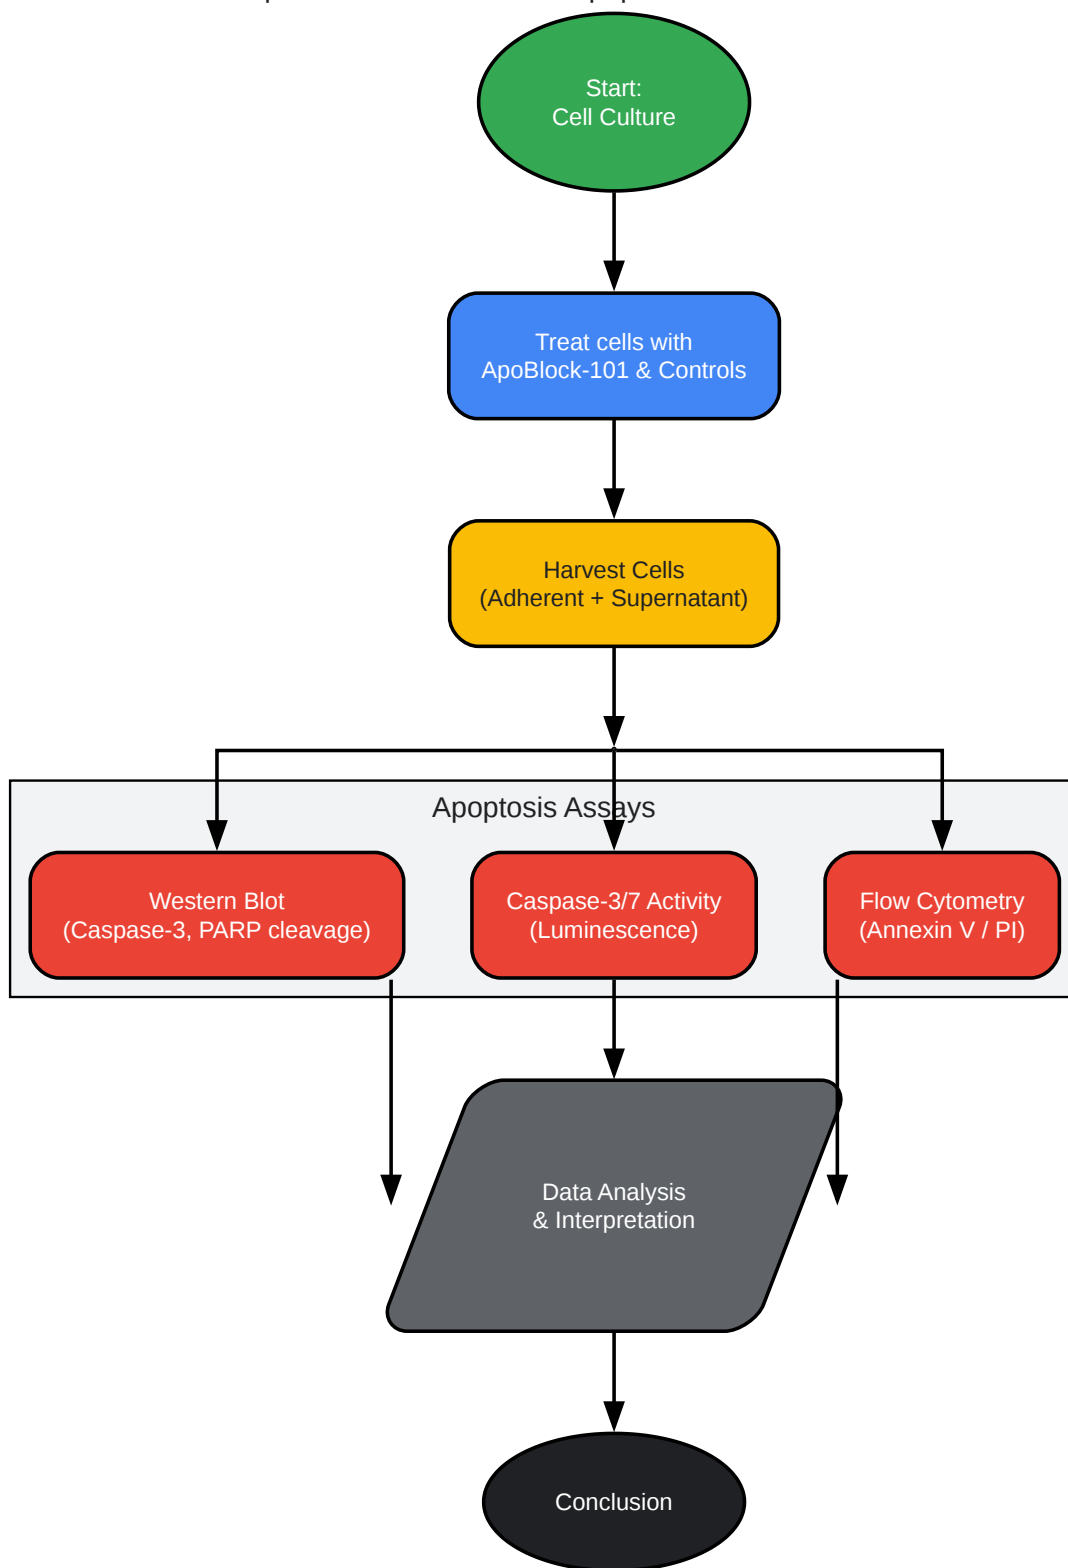 Start:
Cell Culture
Treat cells with
ApoBlock-101 & Controls
Harvest Cells
(Adherent + Supernatant)
Apoptosis Assays
Western Blot
(Caspase-3, PARP cleavage)
Caspase-3/7 Activity
(Luminescence)
Flow Cytometry
(Annexin V / PI)
Data Analysis
& Interpretation
Conclusion